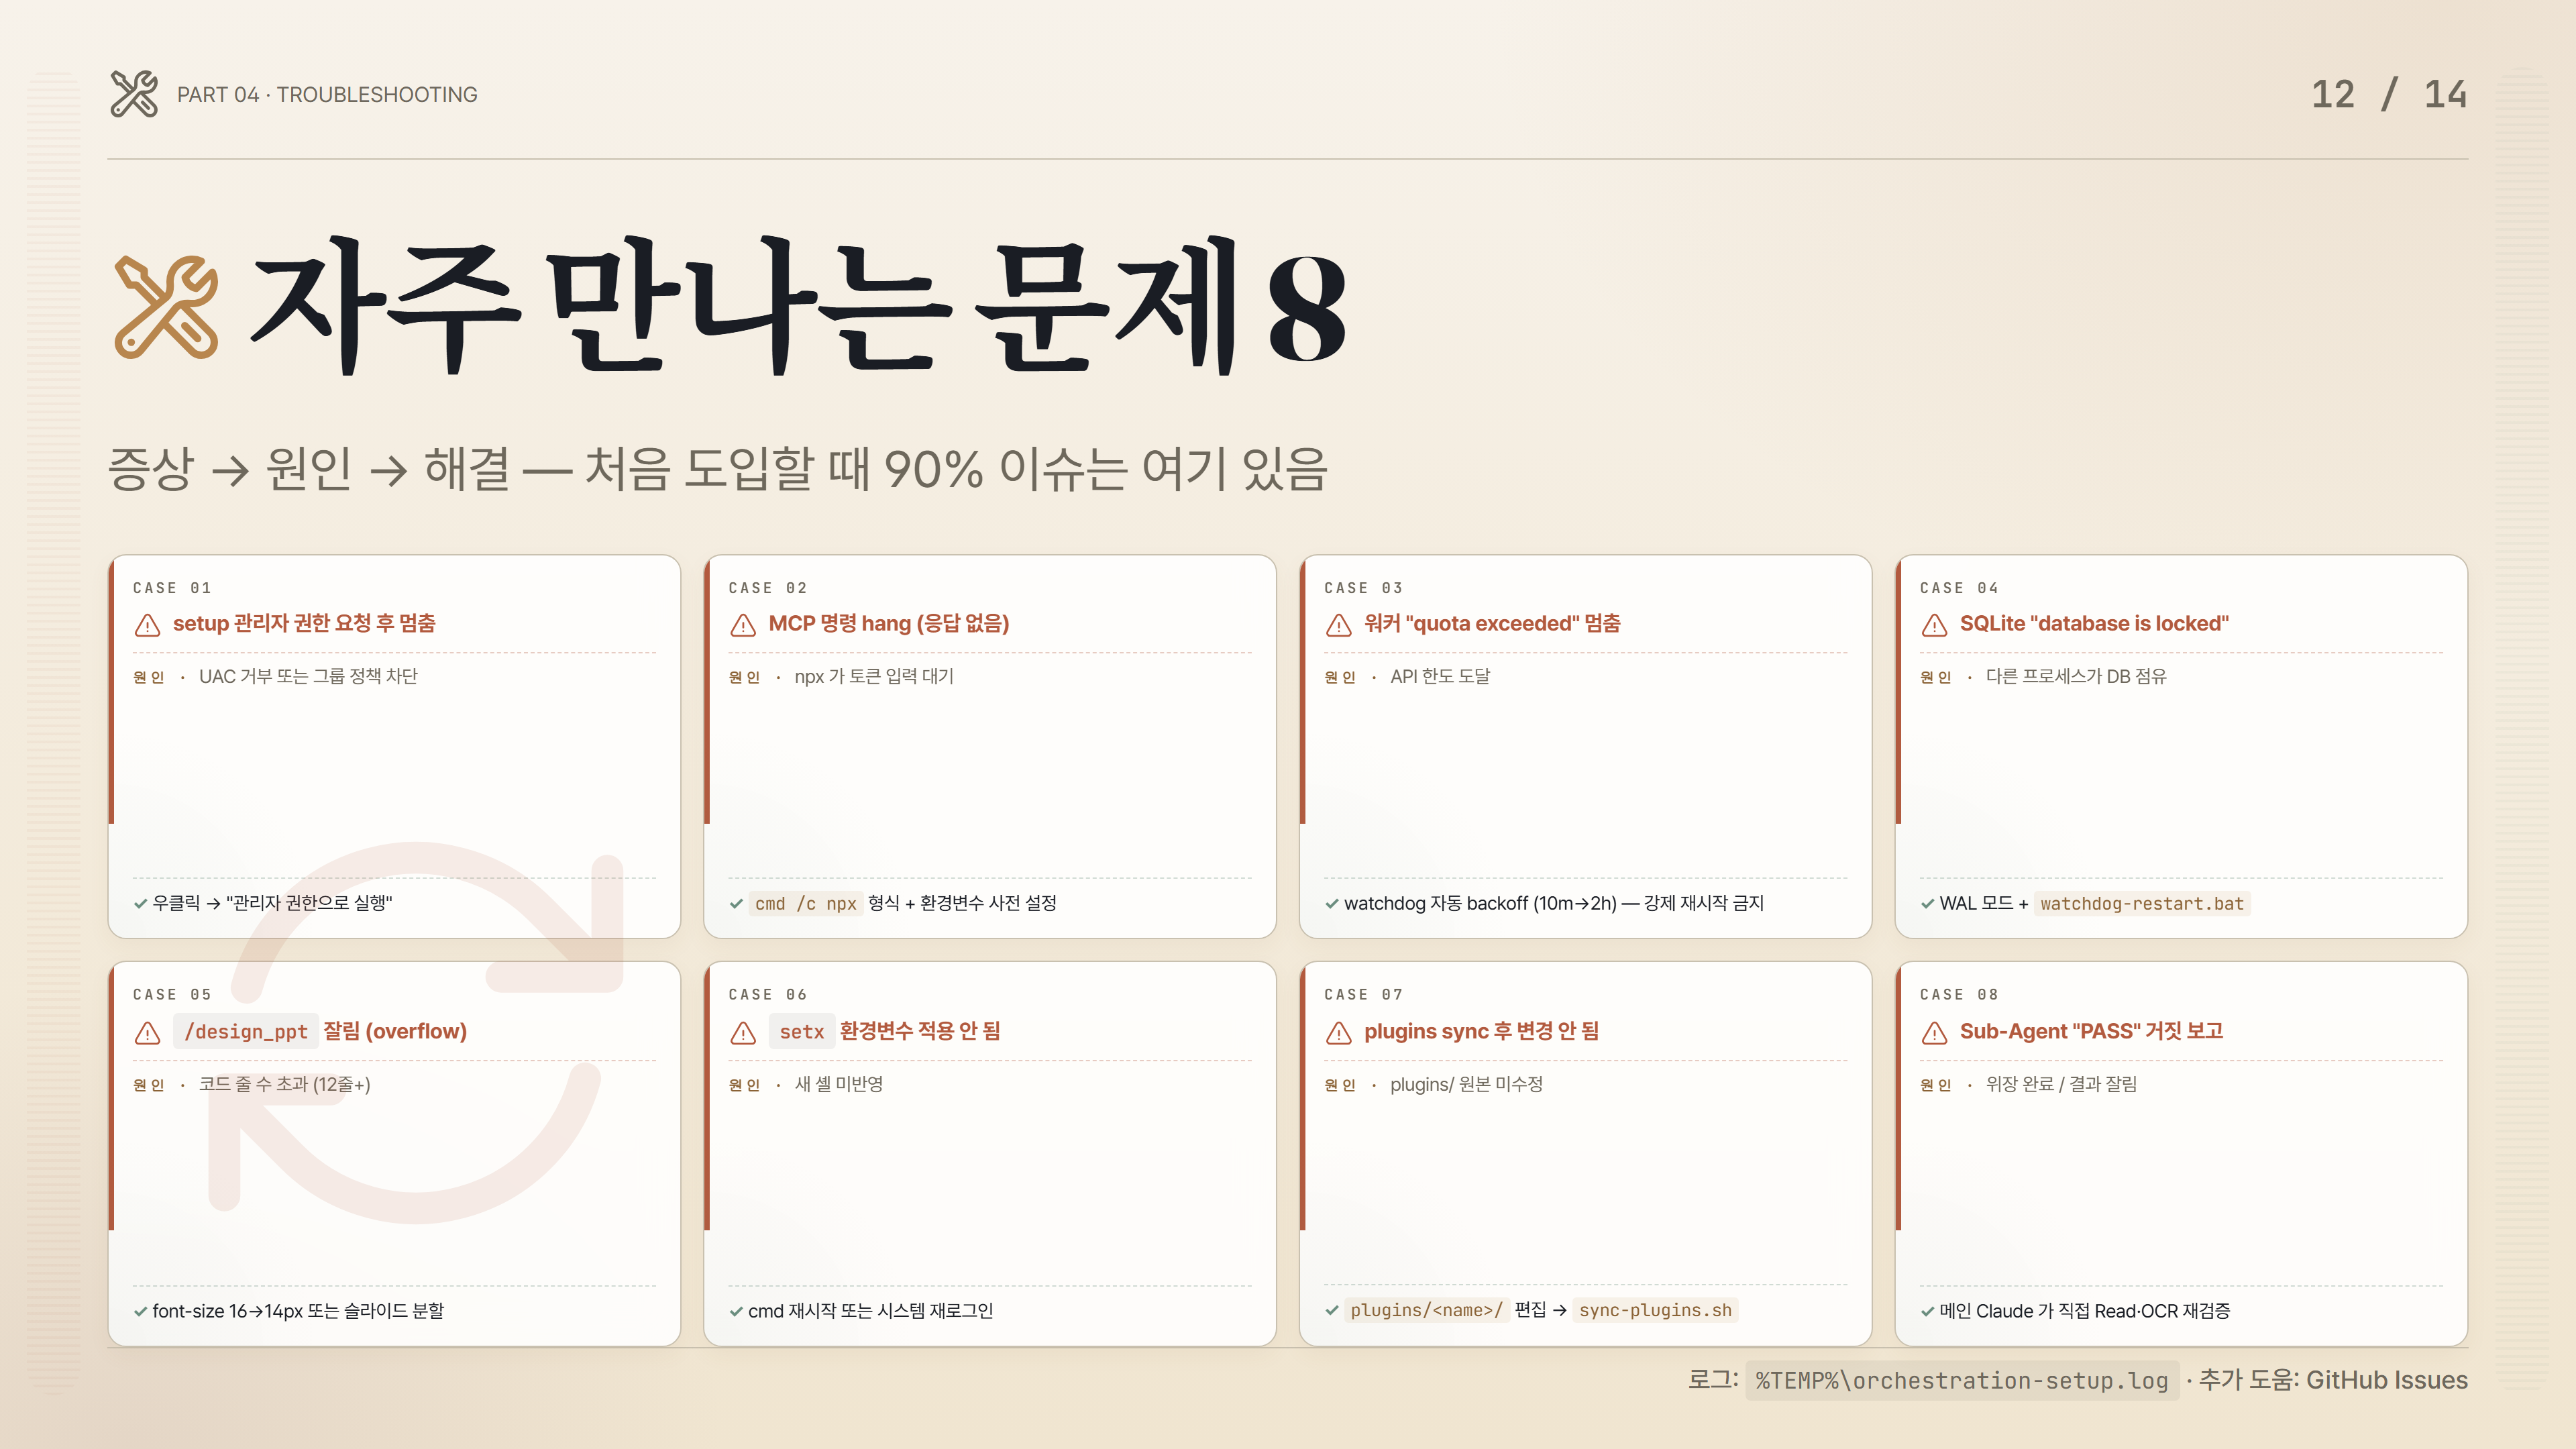 PART 04 · TROUBLESHOOTING
12 / 14
자주 만나는 문제 8
증상 → 원인 → 해결 — 처음 도입할 때 90% 이슈는 여기 있음
CASE 01
setup 관리자 권한 요청 후 멈춤
원인 · UAC 거부 또는 그룹 정책 차단
✓ 우클릭 → "관리자 권한으로 실행"
CASE 02
MCP 명령 hang (응답 없음)
원인 · npx 가 토큰 입력 대기
✓ cmd /c npx 형식 + 환경변수 사전 설정
CASE 03
워커 "quota exceeded" 멈춤
원인 · API 한도 도달
✓ watchdog 자동 backoff (10m→2h) — 강제 재시작 금지
CASE 04
SQLite "database is locked"
원인 · 다른 프로세스가 DB 점유
✓ WAL 모드 + watchdog-restart.bat
CASE 05
/design_ppt 잘림 (overflow)
원인 · 코드 줄 수 초과 (12줄+)
✓ font-size 16→14px 또는 슬라이드 분할
CASE 06
setx 환경변수 적용 안 됨
원인 · 새 셸 미반영
✓ cmd 재시작 또는 시스템 재로그인
CASE 07
plugins sync 후 변경 안 됨
원인 · plugins/ 원본 미수정
✓ plugins/<name>/ 편집 → sync-plugins.sh
CASE 08
Sub-Agent "PASS" 거짓 보고
원인 · 위장 완료 / 결과 잘림
✓ 메인 Claude 가 직접 Read·OCR 재검증
로그: %TEMP%\orchestration-setup.log · 추가 도움: GitHub Issues